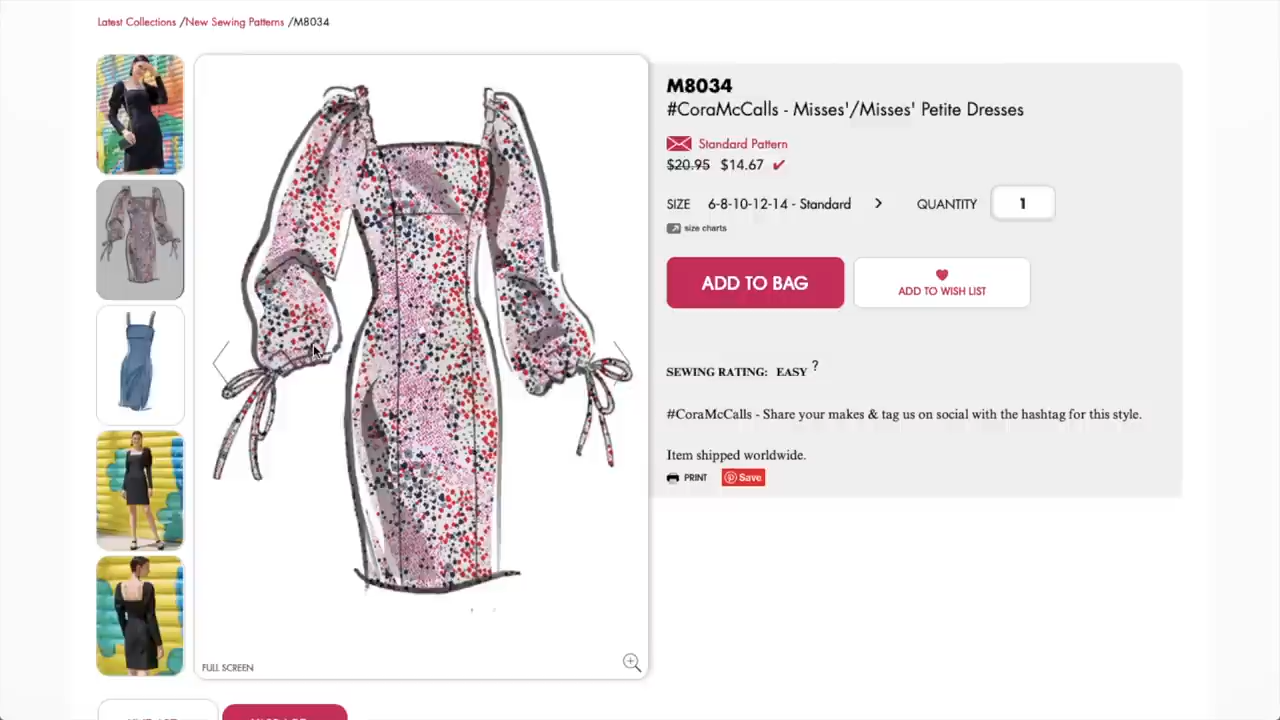 Latest Collections /New Sewing Patterns /M8034
M8034
#CoraMcCalls - Misses'/Misses' Petite Dresses
Standard Pattern
$20.95 $14.67
SIZE 6-8-10-12-14 - Standard > QUANTITY 1
size charts
ADD TO BAG
ADD TO WISH LIST
SEWING RATING: EASY ?
#CoraMcCalls - Share your makes & tag us on social with the hashtag for this style.
Item shipped worldwide.
PRINT Save
FULL SCREEN